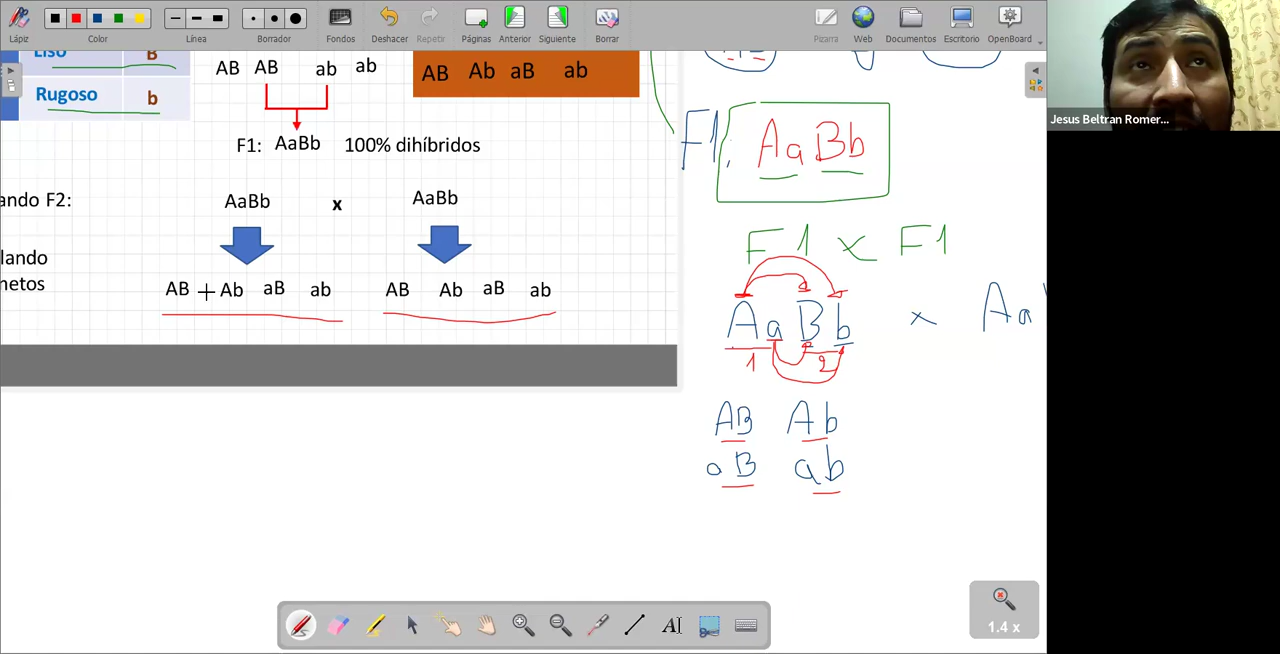 Lápiz Color Línea Borrador Fondos Deshacer Repetir Páginas Anterior Siguiente Borrar Pizarra Web Documentos Escritorio OpenBoard
Liso B
Rugoso b
AB AB ab ab
AB Ab aB ab
F1: AaBb 100% dihíbridos
ando F2:
AaBb x AaBb
lando
metos
AB Ab aB ab AB Ab aB ab
F1: AaBb
F1 x F1
AaBb x Aa
1 2
AB Ab
aB ab
Jesus Beltran Romer...
1.4 x